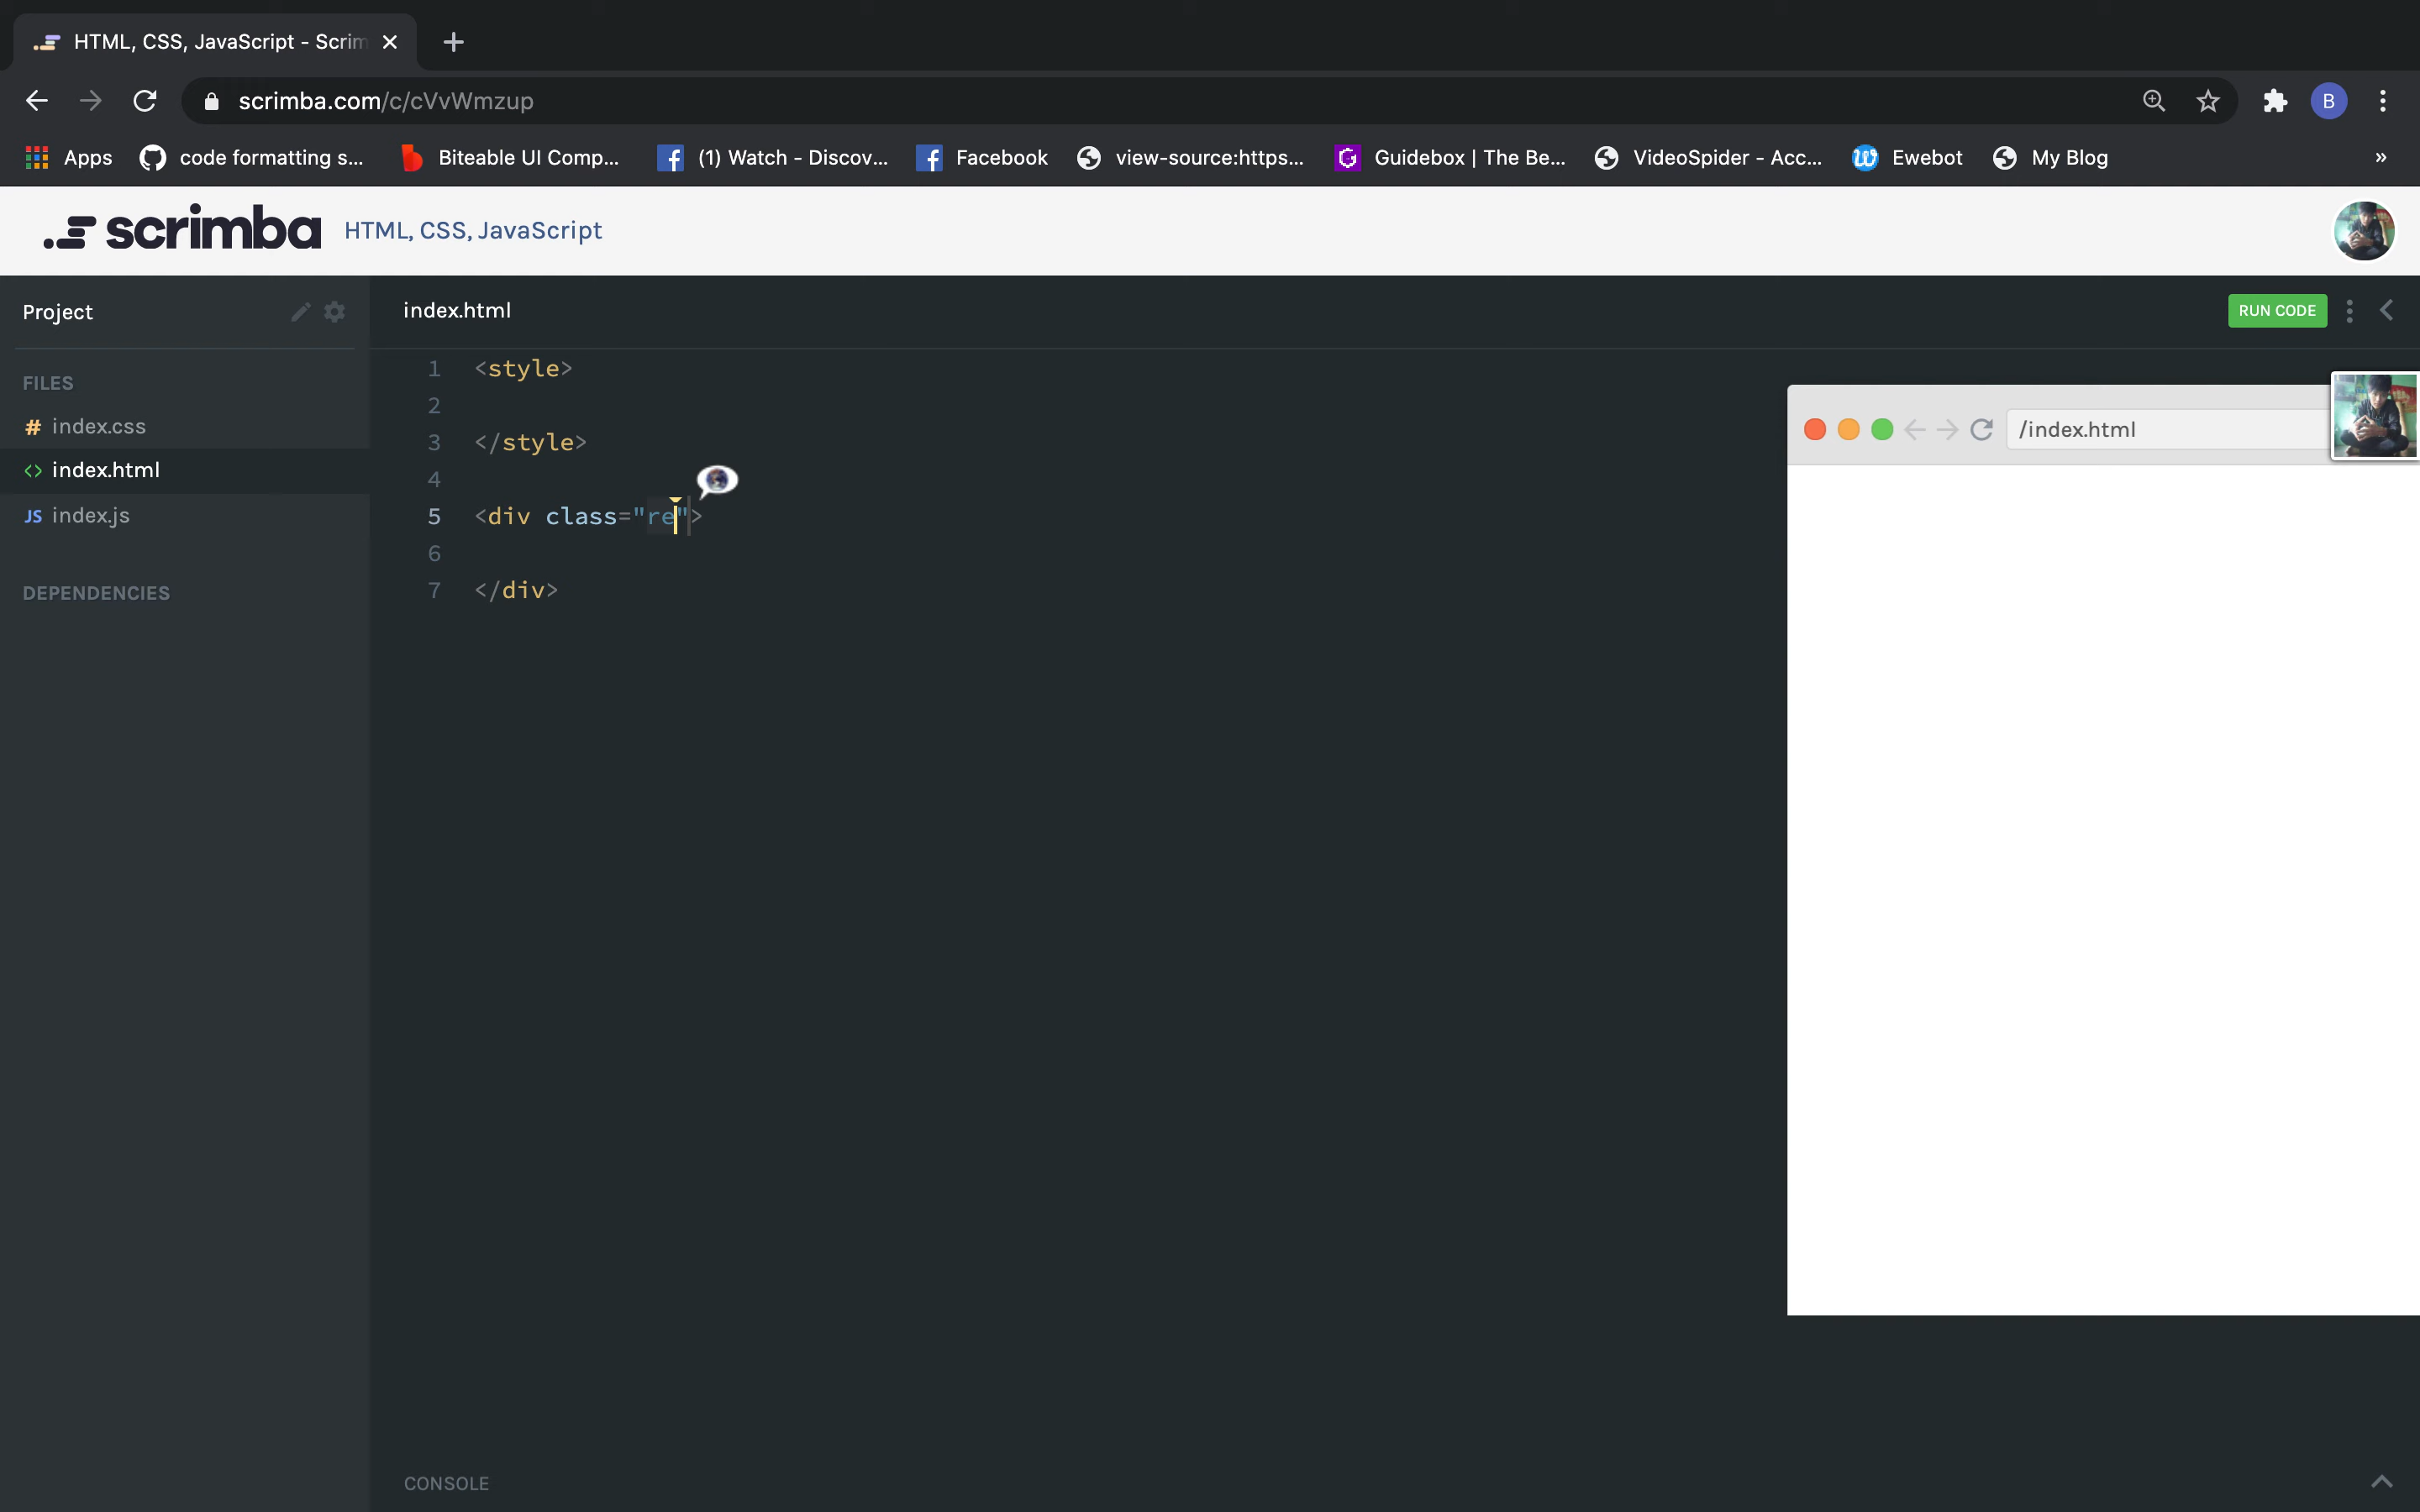 HTML, CSS, JavaScript - Scrim
scrimba.com/c/cVvWmzup
B
Apps
code formatting s...
Biteable UI Comp...
(1) Watch - Discov...
Facebook
view-source:https...
Guidebox | The Be...
VideoSpider - Acc...
Ewebot
My Blog
»
scrimba HTML, CSS, JavaScript
Project
FILES
# index.css
<> index.html
JS index.js
DEPENDENCIES
index.html
RUN CODE
1 <style>
2
3 </style>
4
5 <div class="re">
6
7 </div>
/index.html
CONSOLE